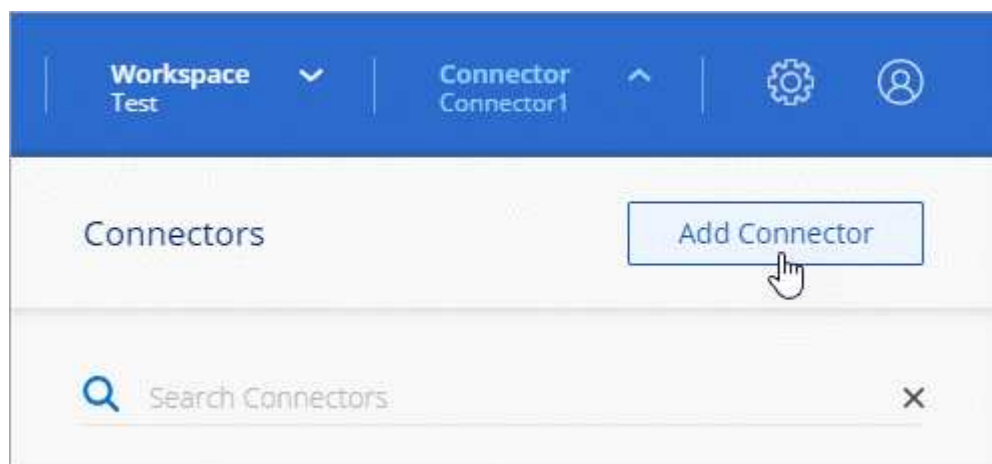 Workspace
Test
Connector
Connector1
Connectors
Add Connector
Search Connectors